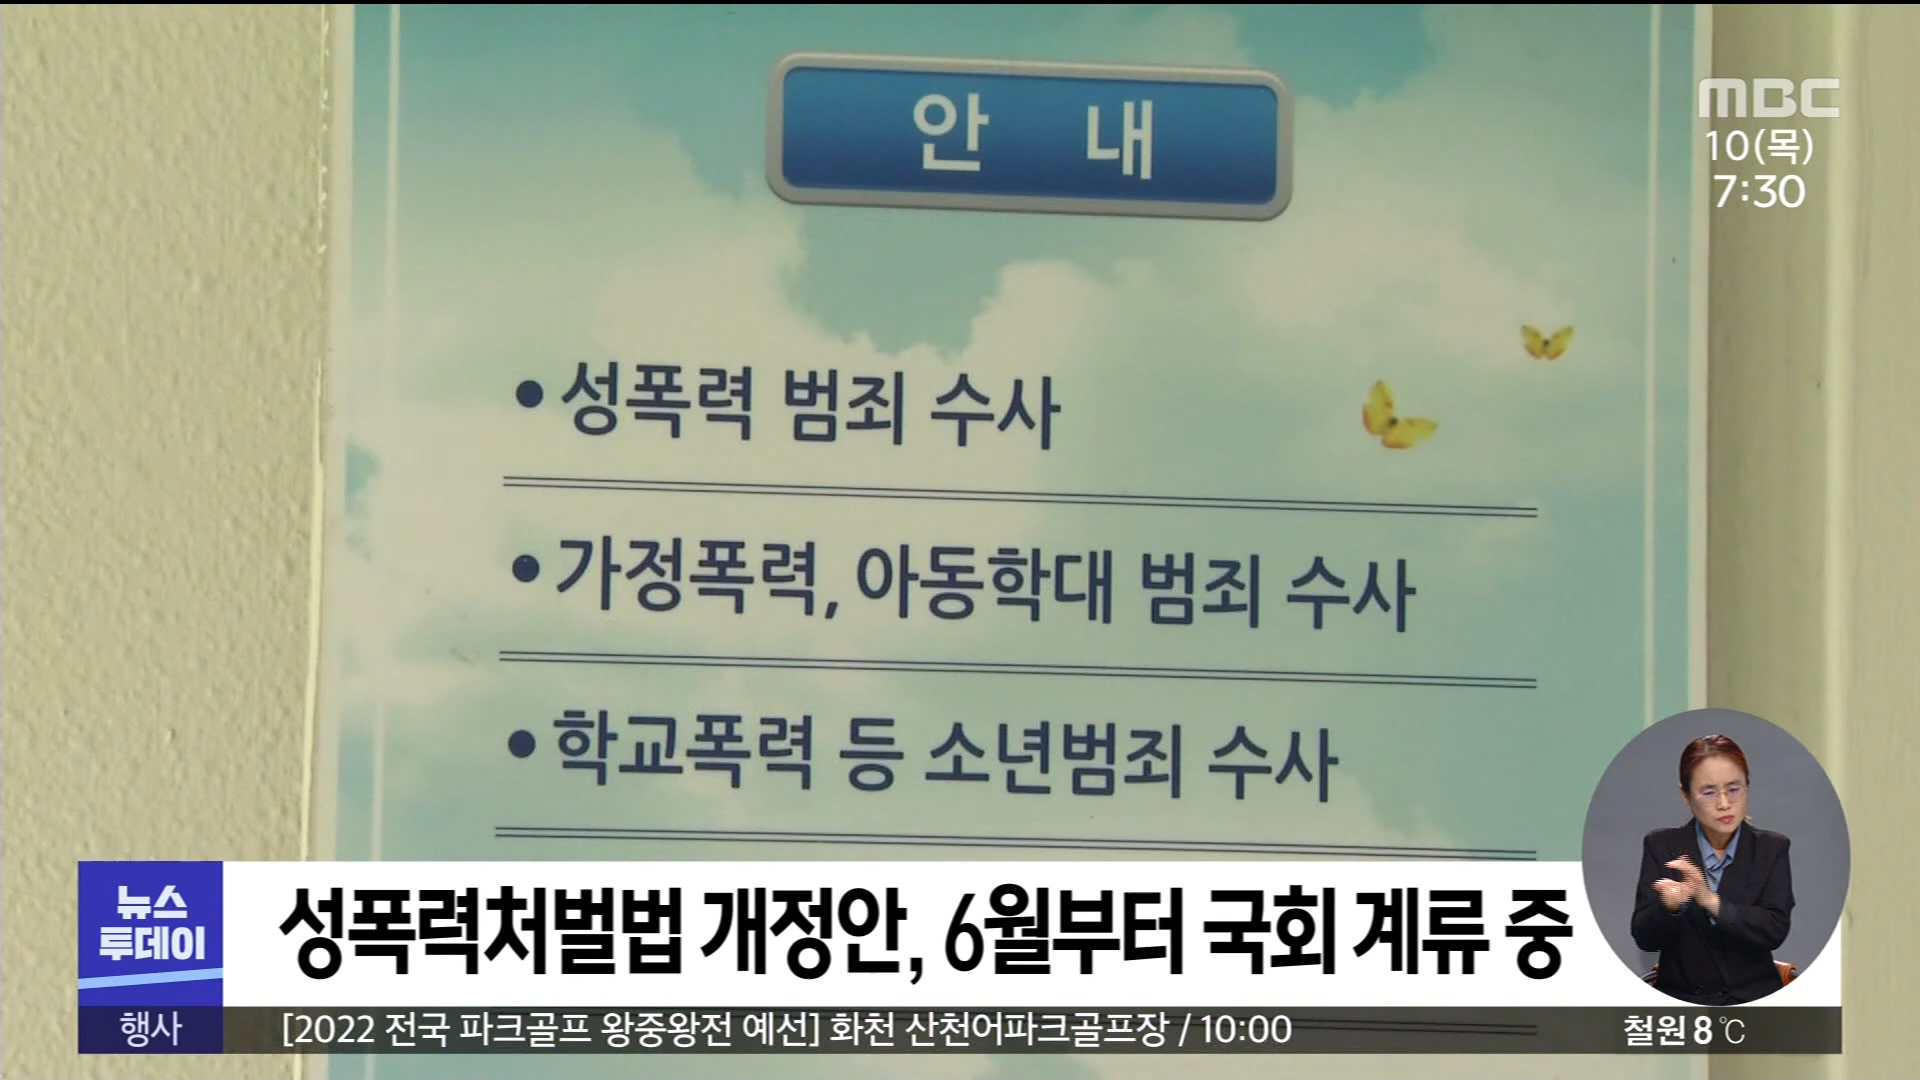 안 내
MBC
10(목)
7:30
• 성폭력 범죄 수사
• 가정폭력, 아동학대 범죄 수사
• 학교폭력 등 소년범죄 수사
뉴스
투데이
성폭력처벌법 개정안, 6월부터 국회 계류 중
행사
[2022 전국 파크골프 왕중왕전 예선] 화천 산천어파크골프장 / 10:00
철원 8℃